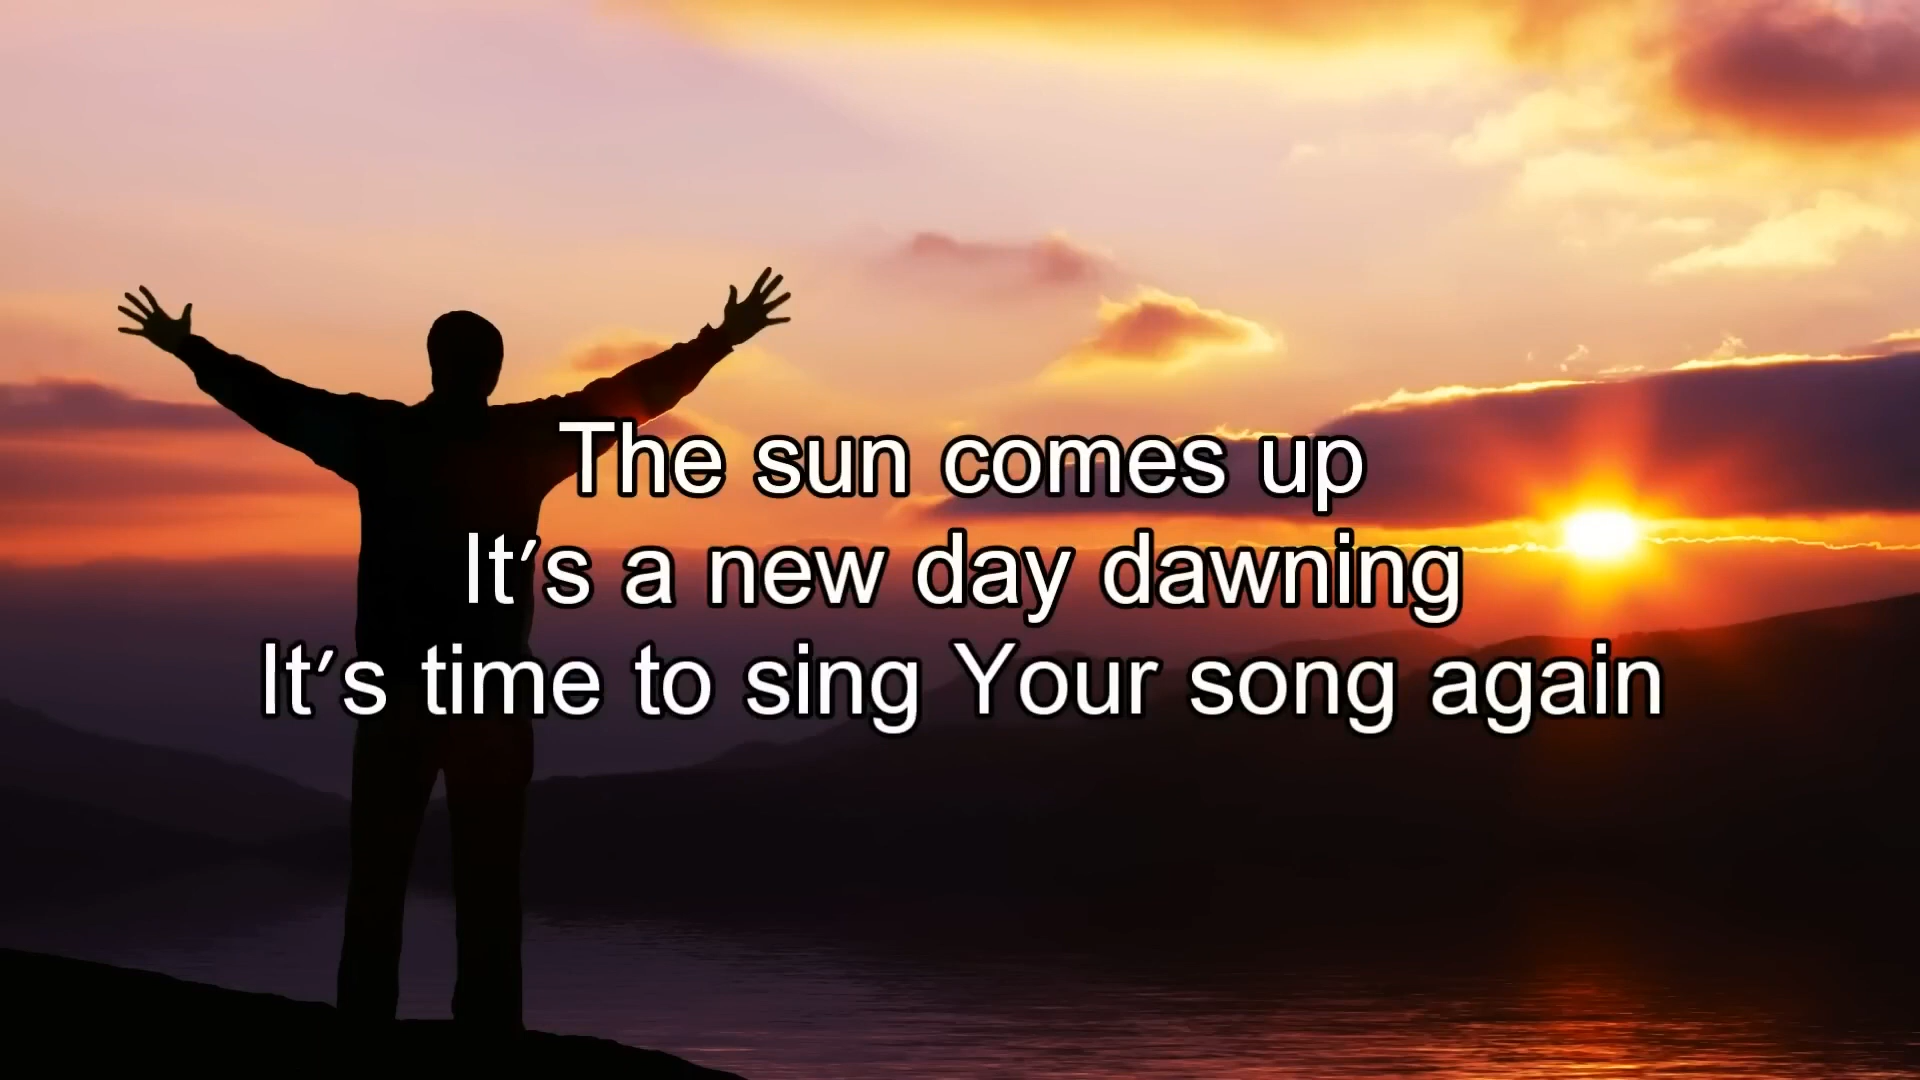 The sun comes up
It's a new day dawning
It's time to sing Your song again